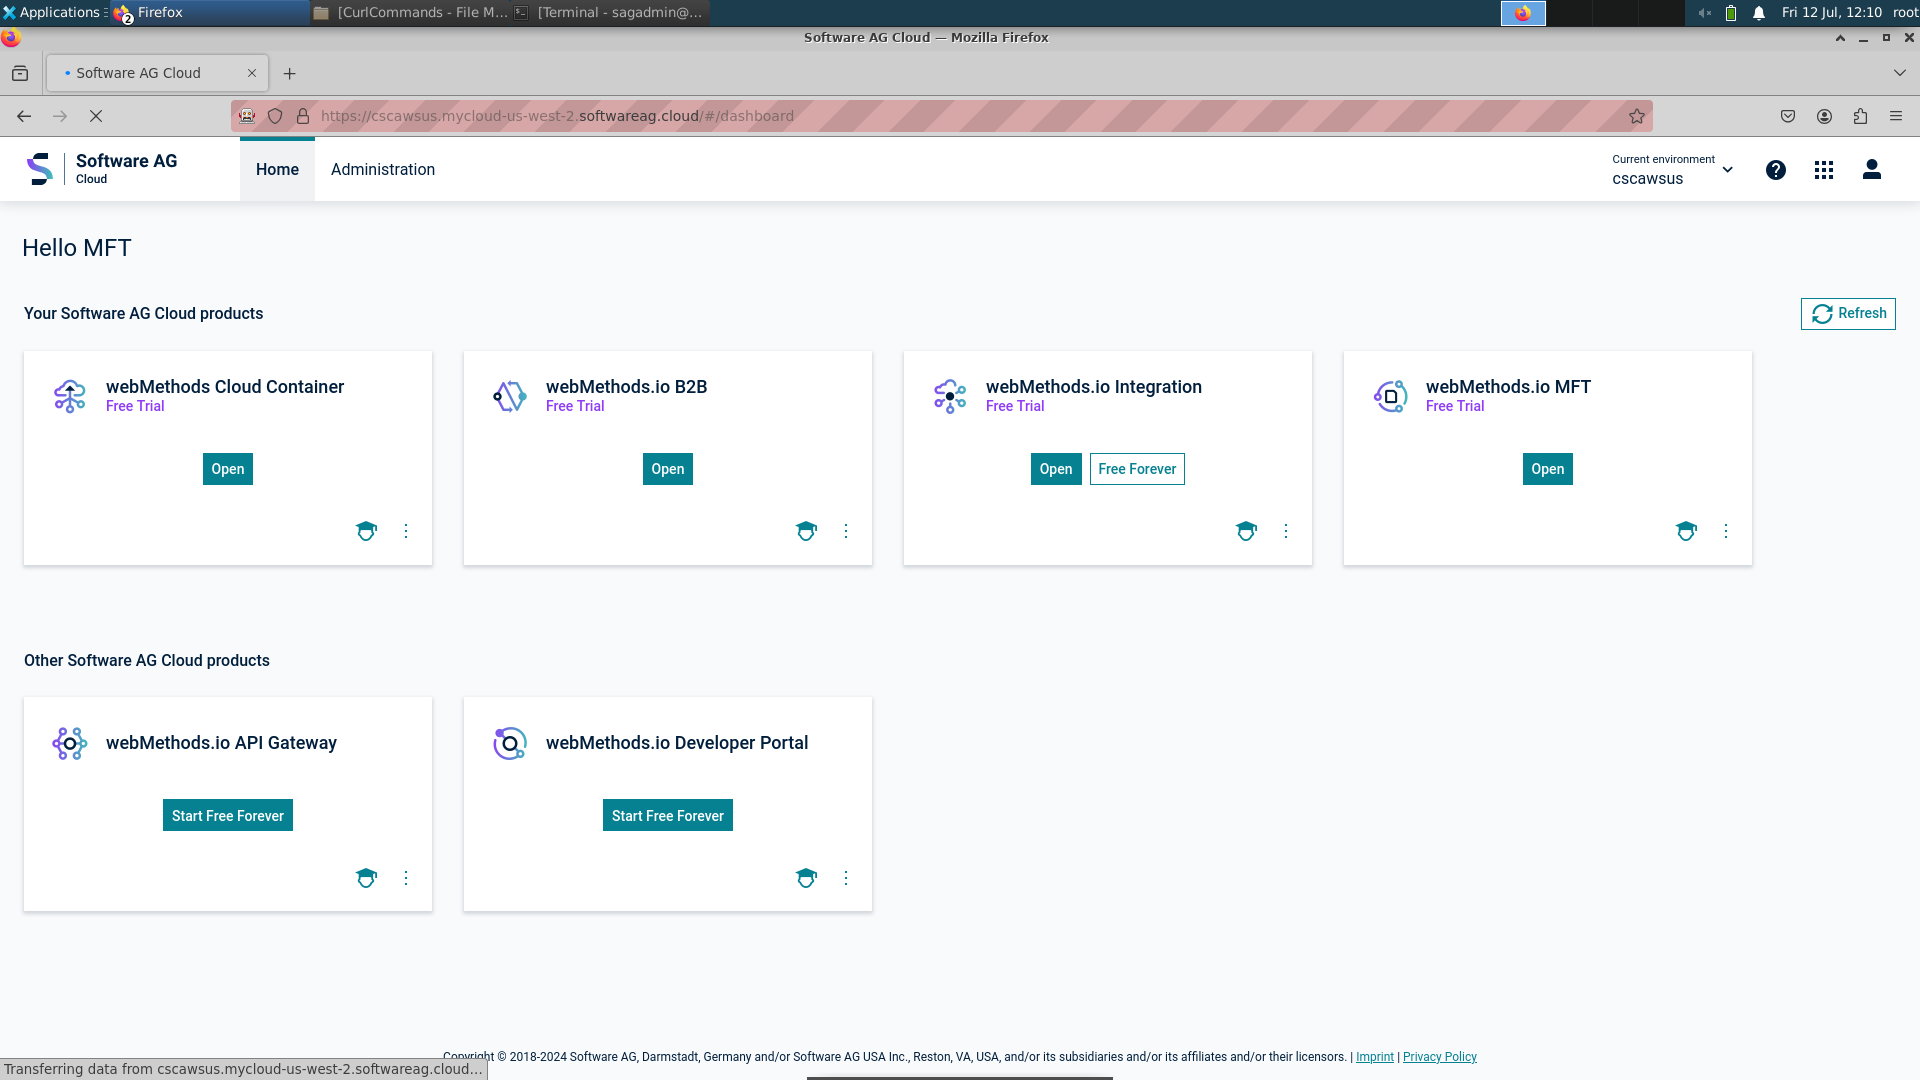 Applications
Firefox
2
[CurlCommands - File M...
[Terminal - sagadmin@...
Fri 12 Jul, 12:10
root
Software AG Cloud — Mozilla Firefox
Software AG Cloud
https://cscawsus.mycloud-us-west-2.softwareag.cloud/#/dashboard
Software AG
Cloud
Home
Administration
Current environment
cscawsus
Hello MFT
Your Software AG Cloud products
Refresh
webMethods Cloud Container
Free Trial
Open
webMethods.io B2B
Free Trial
Open
webMethods.io Integration
Free Trial
Open
Free Forever
webMethods.io MFT
Free Trial
Open
Other Software AG Cloud products
webMethods.io API Gateway
Start Free Forever
webMethods.io Developer Portal
Start Free Forever
Copyright © 2018-2024 Software AG, Darmstadt, Germany and/or Software AG USA Inc., Reston, VA, USA, and/or its subsidiaries and/or its affiliates and/or their licensors. | Imprint | Privacy Policy
Transferring data from cscawsus.mycloud-us-west-2.softwareag.cloud...